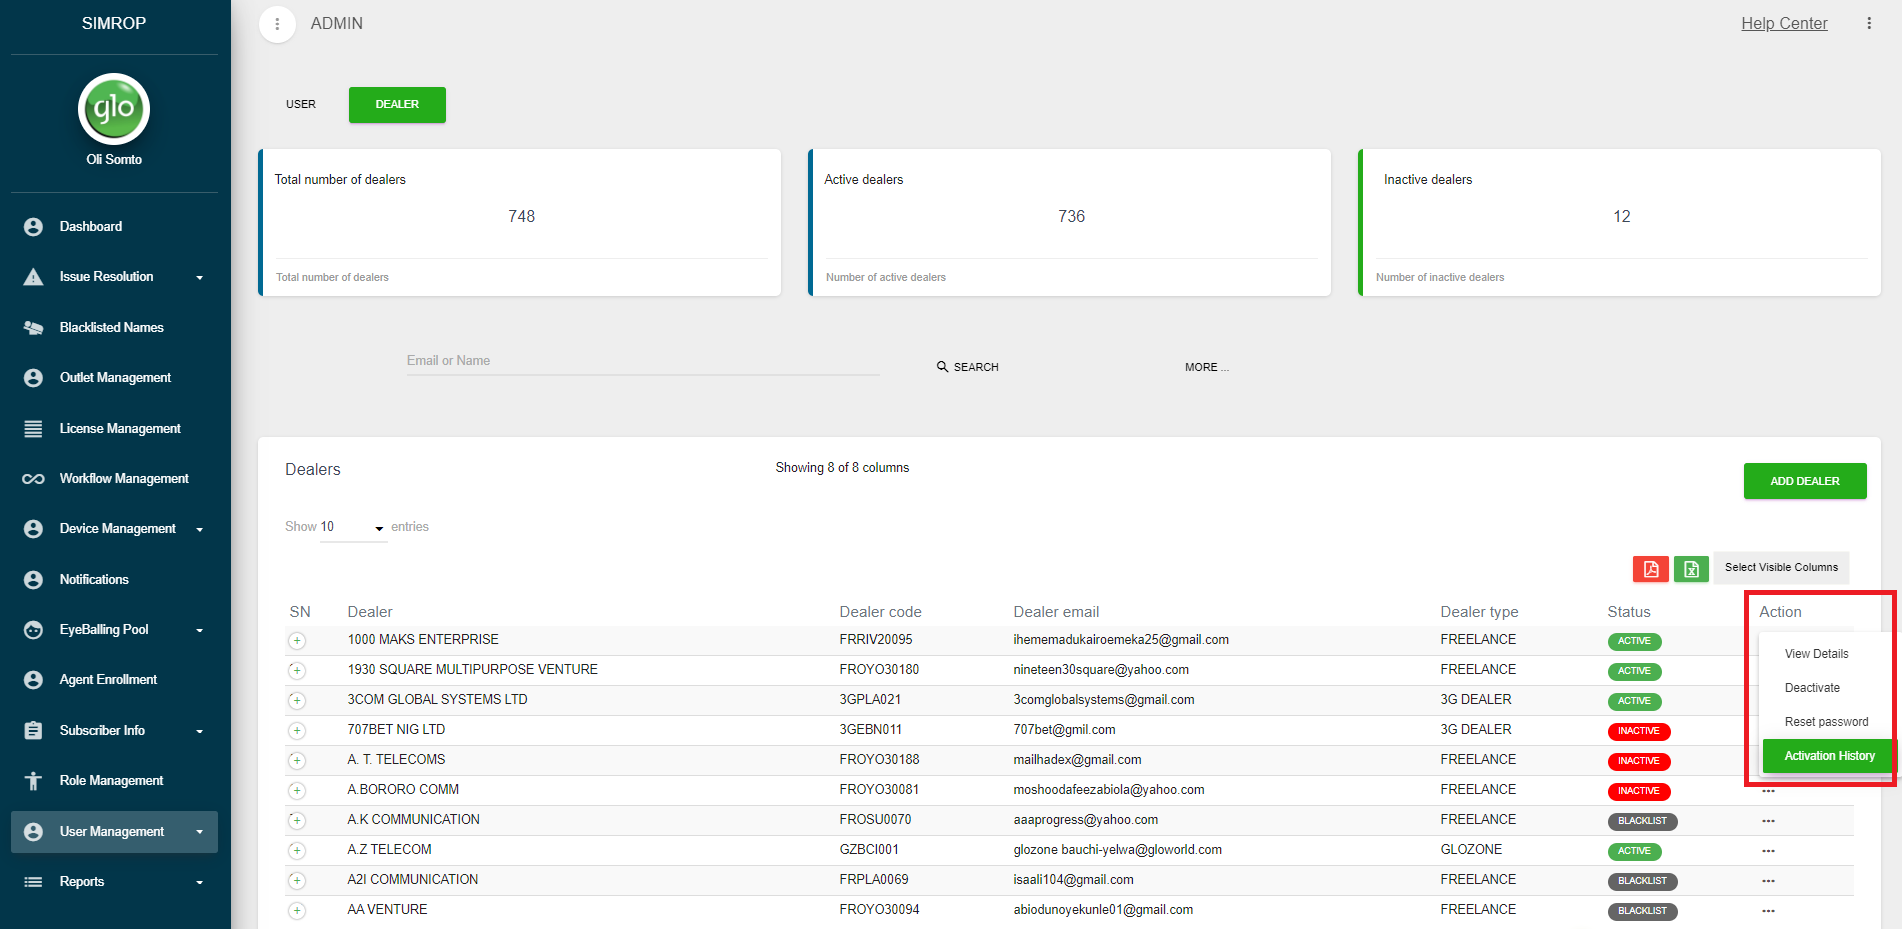 SIMROP
glo
Oli Somto
Dashboard
Issue Resolution
Blacklisted Names
Outlet Management
License Management
Workflow Management
Device Management
Notifications
EyeBalling Pool
Agent Enrollment
Subscriber Info
Role Management
User Management
Reports
ADMIN
Help Center
USER
DEALER
Total number of dealers
748
Total number of dealers
Active dealers
736
Number of active dealers
Inactive dealers
12
Number of inactive dealers
Email or Name
SEARCH
MORE ...
Dealers
Showing 8 of 8 columns
ADD DEALER
Show 10 entries
Select Visible Columns
SN Dealer Dealer code Dealer email Dealer type Status Action
1000 MAKS ENTERPRISE FRRIV20095 ihememadukairoemeka25@gmail.com FREELANCE ACTIVE
1930 SQUARE MULTIPURPOSE VENTURE FROYO30180 nineteen30square@yahoo.com FREELANCE ACTIVE
3COM GLOBAL SYSTEMS LTD 3GPLA021 3comglobalsystems@gmail.com 3G DEALER ACTIVE
707BET NIG LTD 3GEBN011 707bet@gmil.com 3G DEALER INACTIVE
A. T. TELECOMS FROYO30188 mailhadex@gmail.com FREELANCE INACTIVE
A.BORORO COMM FROYO30081 moshoodafeezabiola@yahoo.com FREELANCE INACTIVE
A.K COMMUNICATION FROSU0070 aaaprogress@yahoo.com FREELANCE BLACKLIST
A.Z TELECOM GZBCI001 glozone bauchi-yelwa@gloworld.com GLOZONE ACTIVE
A2I COMMUNICATION FRPLA0069 isaali104@gmail.com FREELANCE BLACKLIST
AA VENTURE FROYO30094 abiodunoyekunle01@gmail.com FREELANCE BLACKLIST
View Details
Deactivate
Reset password
Activation History